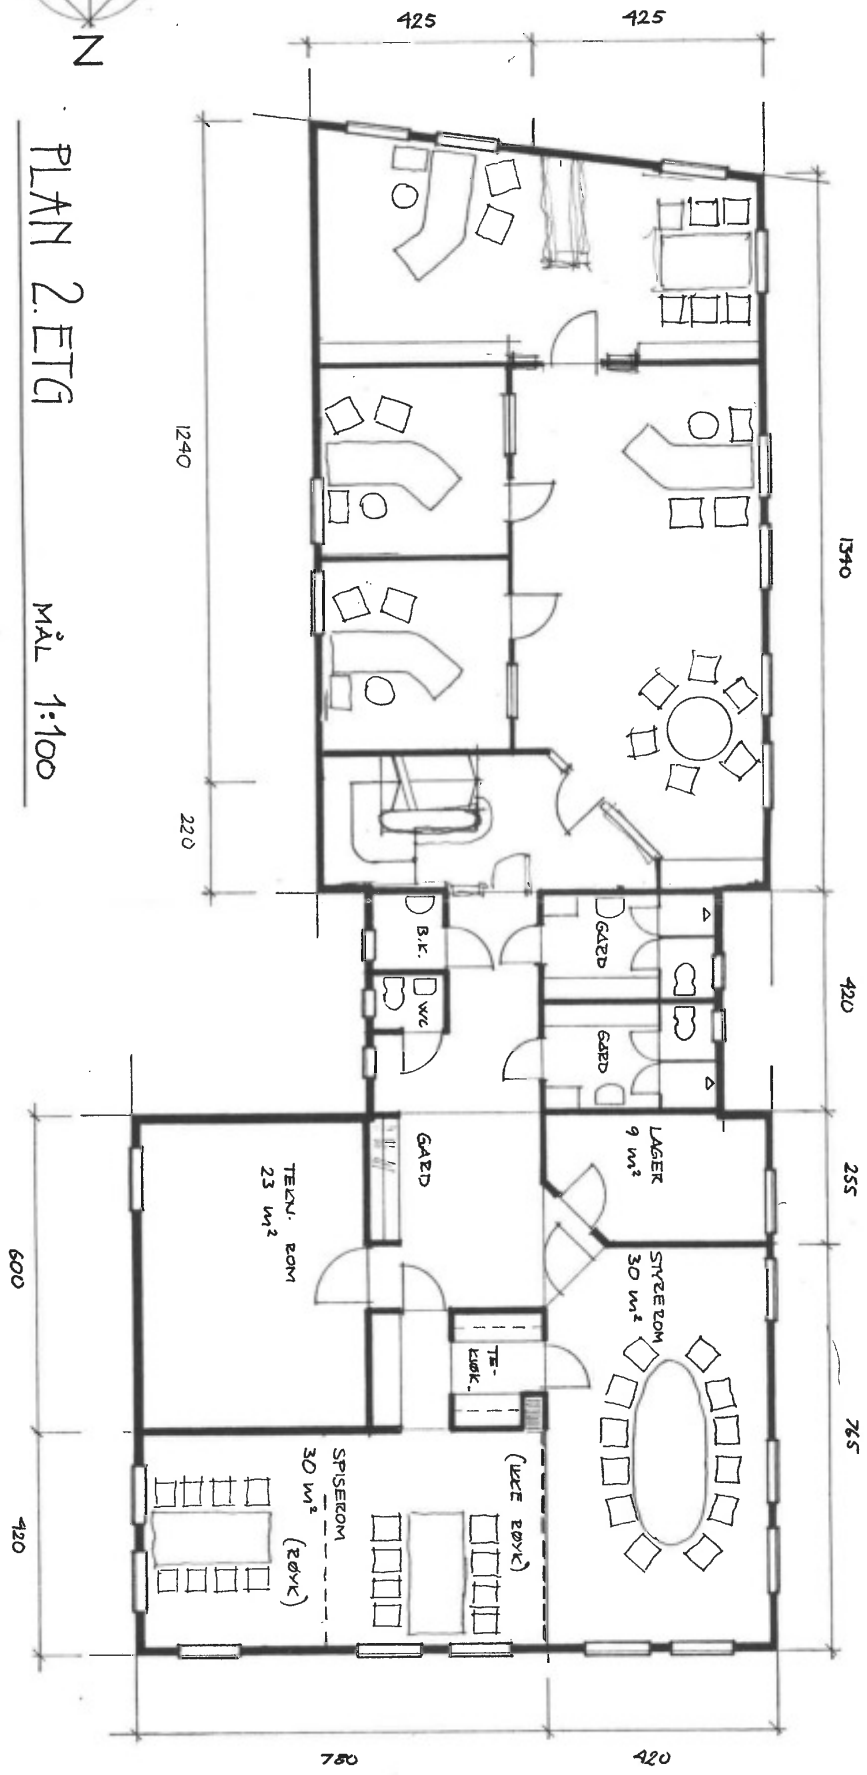 N
PLAN 2.ETG
MÅL 1:100
425
425
1240
220
1340
420
255
765
600
420
780
420
B.K.
WC
GARD
GARD
GARD
LAGER
9 m²
STYREROM
30 m²
TEKN. ROM
23 m²
TE-
KJØK.
SPISEROM
30 m²
(RØYK)
(IKKE RØYK)